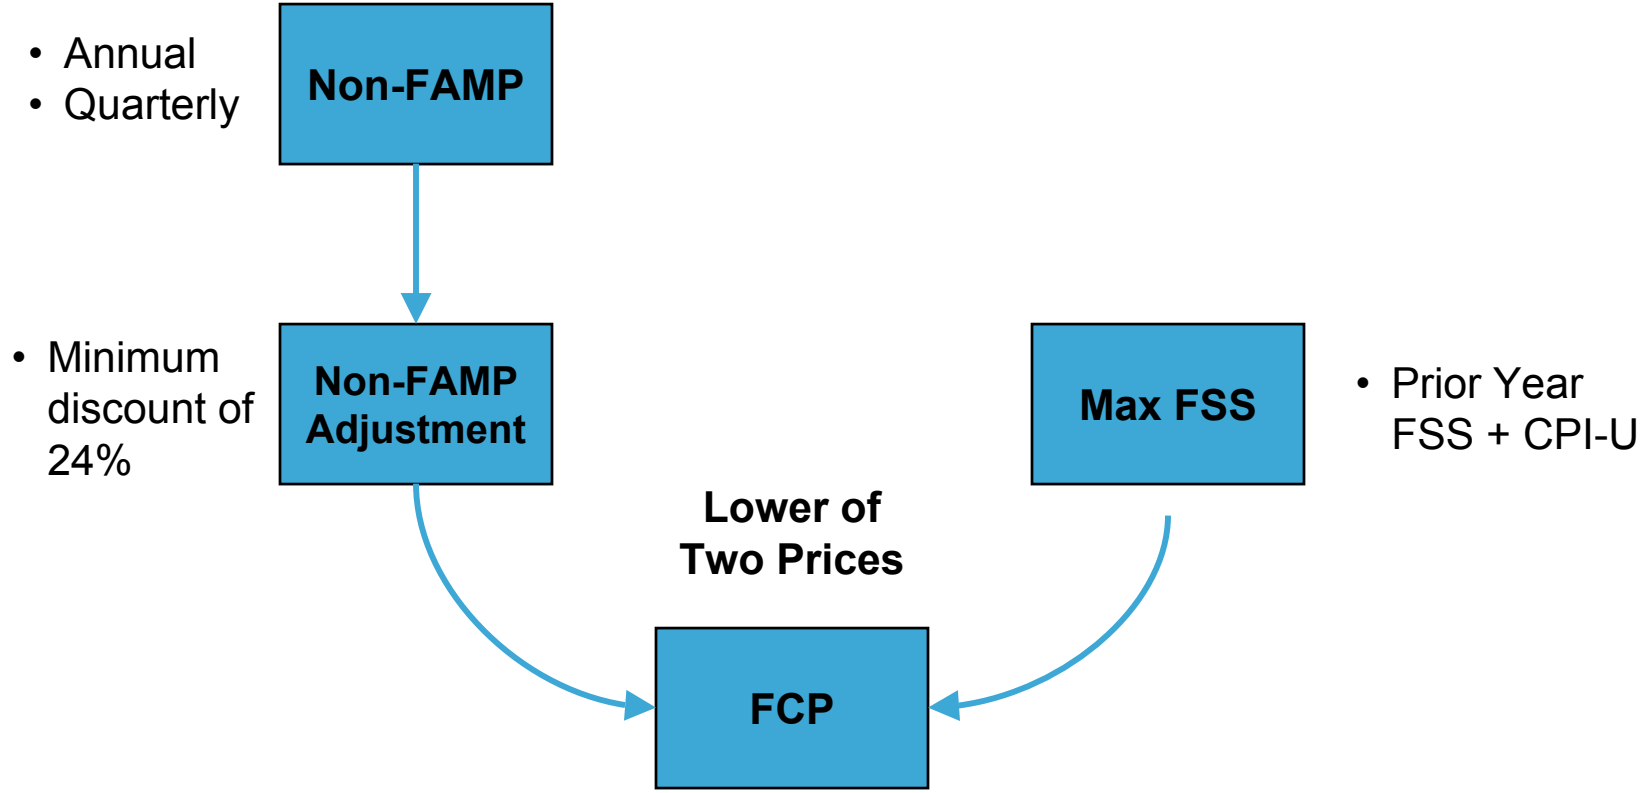 • Annual
• Quarterly
Non-FAMP
• Minimum
discount of
24%
Non-FAMP
Adjustment
Max FSS
• Prior Year
FSS + CPI-U
Lower of
Two Prices
FCP